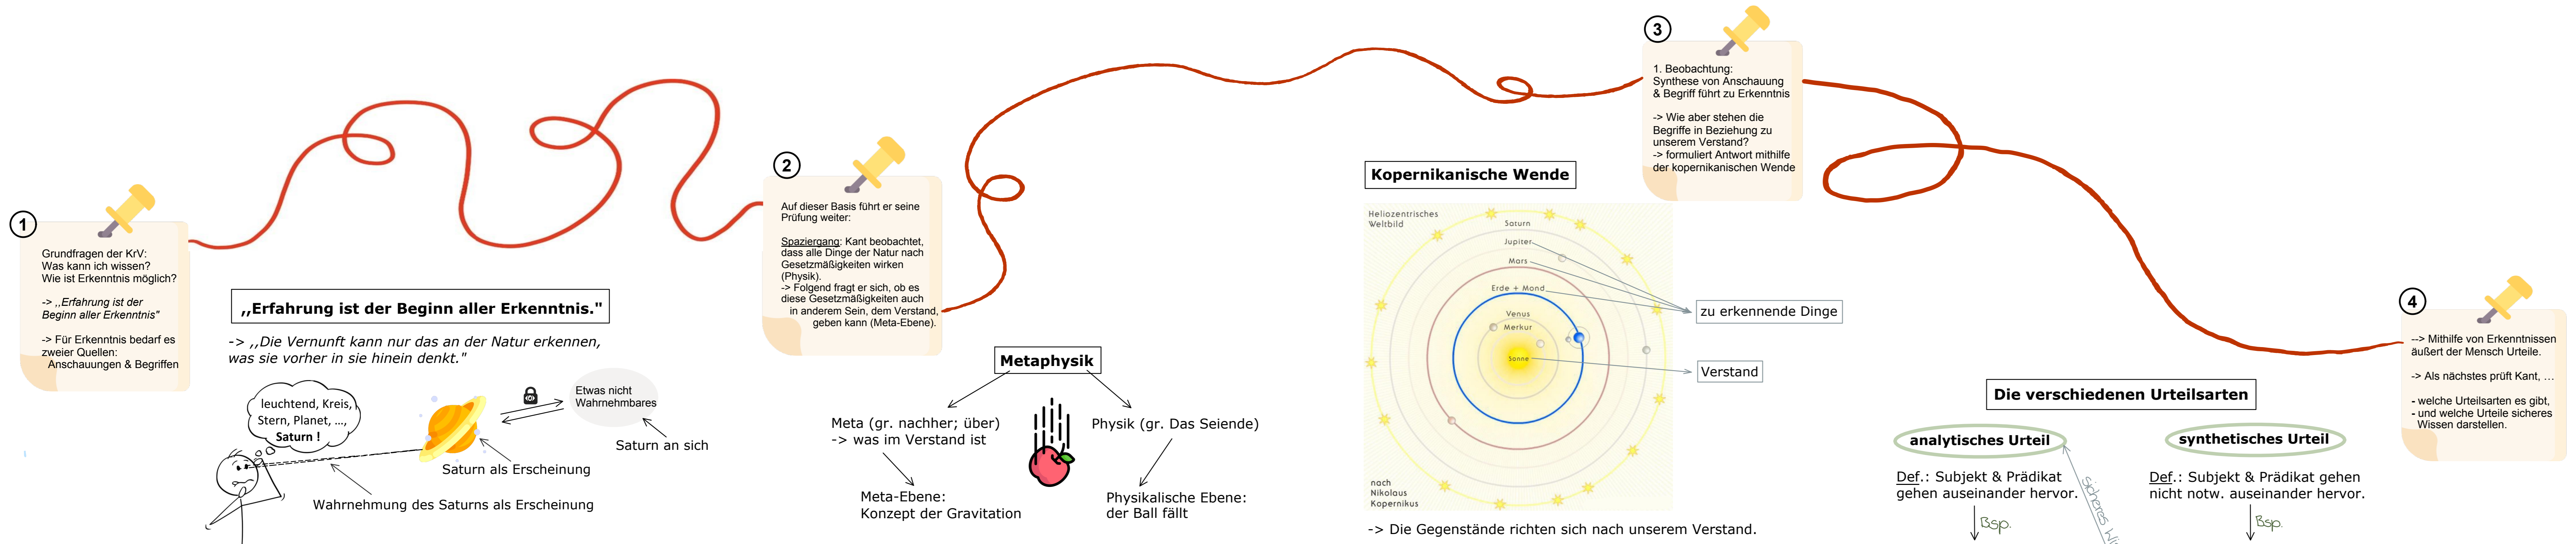 1
Grundfragen der KrV:
Was kann ich wissen?
Wie ist Erkenntnis möglich?
-> ,,Erfahrung ist der
Beginn aller Erkenntnis"
-> Für Erkenntnis bedarf es
zweier Quellen:
Anschauungen & Begriffen
,,Erfahrung ist der Beginn aller Erkenntnis."
-> ,,Die Vernunft kann nur das an der Natur erkennen,
was sie vorher in sie hinein denkt."
leuchtend, Kreis,
Stern, Planet, ...,
Saturn !
Etwas nicht
Wahrnehmbares
Saturn an sich
Saturn als Erscheinung
Wahrnehmung des Saturns als Erscheinung
2
Auf dieser Basis führt er seine
Prüfung weiter:
Spaziergang: Kant beobachtet,
dass alle Dinge der Natur nach
Gesetzmäßigkeiten wirken
(Physik).
-> Folgend fragt er sich, ob es
diese Gesetzmäßigkeiten auch
in anderem Sein, dem Verstand,
geben kann (Meta-Ebene).
Metaphysik
Meta (gr. nachher; über)
-> was im Verstand ist
Physik (gr. Das Seiende)
Meta-Ebene:
Konzept der Gravitation
Physikalische Ebene:
der Ball fällt
3
1. Beobachtung:
Synthese von Anschauung
& Begriff führt zu Erkenntnis
-> Wie aber stehen die
Begriffe in Beziehung zu
unserem Verstand?
-> formuliert Antwort mithilfe
der kopernikanischen Wende
Kopernikanische Wende
Heliozentrisches
Weltbild
Saturn
Jupiter
Mars
Erde + Mond
Venus
Merkur
Sonne
nach
Nikolaus
Kopernikus
zu erkennende Dinge
Verstand
-> Die Gegenstände richten sich nach unserem Verstand.
4
--> Mithilfe von Erkenntnissen
äußert der Mensch Urteile.
-> Als nächstes prüft Kant, ...
- welche Urteilsarten es gibt,
- und welche Urteile sicheres
Wissen darstellen.
Die verschiedenen Urteilsarten
analytisches Urteil
Def.: Subjekt & Prädikat
gehen auseinander hervor.
Bsp.
Sicheres
synthetisches Urteil
Def.: Subjekt & Prädikat gehen
nicht notw. auseinander hervor.
Bsp.